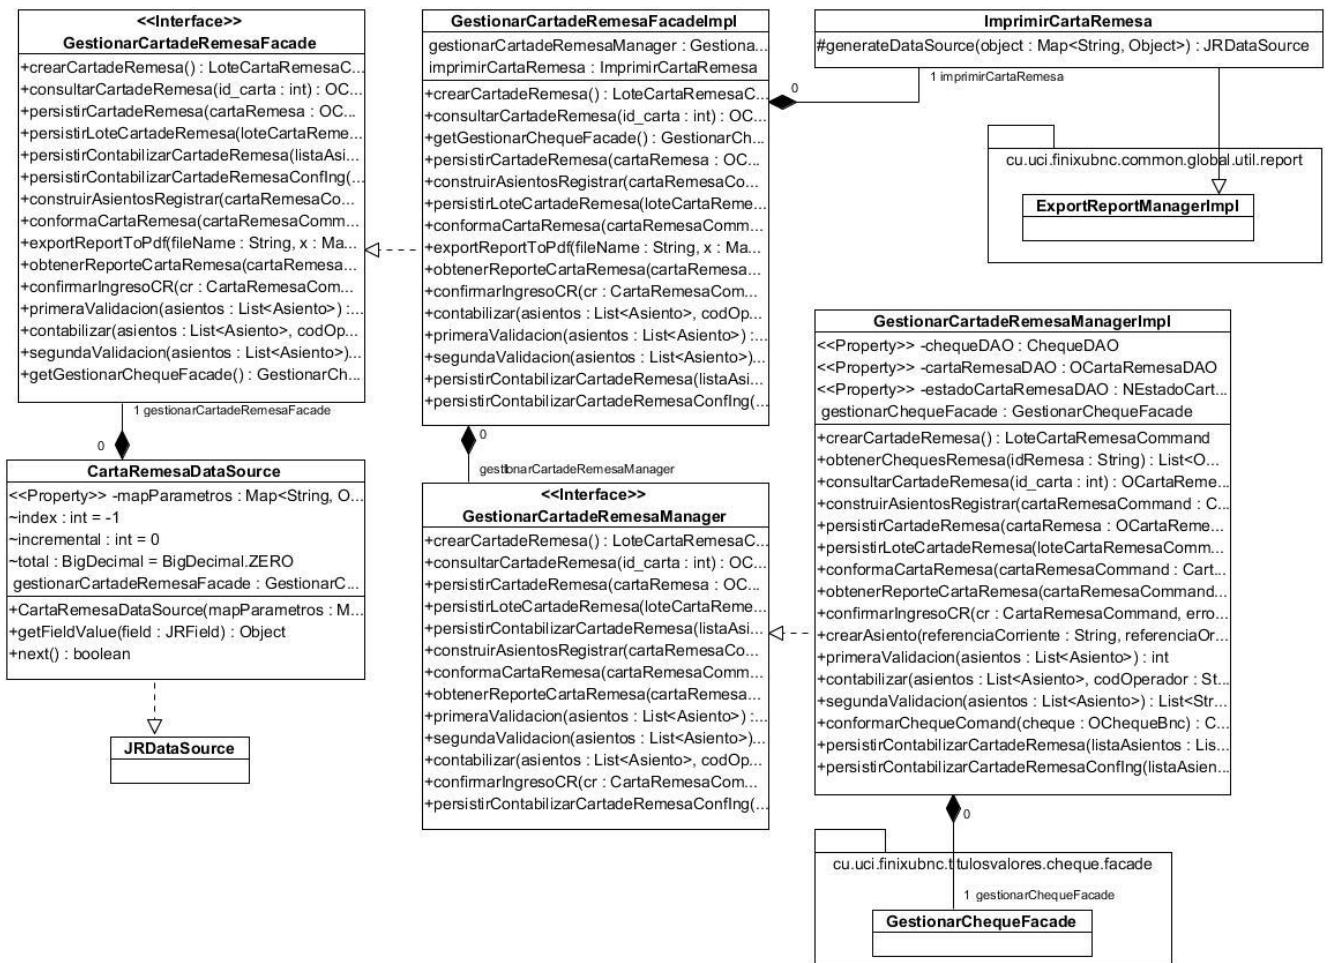 <<Interface>>
GestionarCartadeRemesaFacade
+crearCartadeRemesa() : LoteCartaRemesaC...
+consultarCartadeRemesa(id_carta : int) : OC...
+persistirCartadeRemesa(cartaRemesa : OC...
+persistirLoteCartadeRemesa(loteCartaReme...
+persistirContabilizarCartadeRemesa(listaAsi...
+persistirContabilizarCartadeRemesaConfIng(...
+construirAsientosRegistrar(cartaRemesaCo...
+conformaCartaRemesa(cartaRemesaComm...
+exportReportToPdf(fileName : String, x : Ma...
+obtenerReporteCartaRemesa(cartaRemesa...
+confirmarIngresoCR(cr : CartaRemesaCom...
+primeraValidacion(asientos : List<Asiento>) :...
+contabilizar(asientos : List<Asiento>, codOp...
+segundaValidacion(asientos : List<Asiento>)...
+getGestionarChequeFacade() : GestionarCh...
1 gestionarCartadeRemesaFacade
0
CartaRemesaDataSource
<<Property>> -mapParametros : Map<String, O...
~index : int = -1
~incremental : int = 0
~total : BigDecimal = BigDecimal.ZERO
gestionarCartadeRemesaFacade : GestionarC...
+CartaRemesaDataSource(mapParametros : M...
+getFieldValue(field : JRField) : Object
+next() : boolean
JRDataSource
GestionarCartadeRemesaFacadeImpl
gestionarCartadeRemesaManager : Gestiona...
imprimirCartaRemesa : ImprimirCartaRemesa
+crearCartadeRemesa() : LoteCartaRemesaC...
+consultarCartadeRemesa(id_carta : int) : OC...
+getGestionarChequeFacade() : GestionarCh...
+persistirCartadeRemesa(cartaRemesa : OC...
+construirAsientosRegistrar(cartaRemesaCo...
+persistirLoteCartadeRemesa(loteCartaReme...
+conformaCartaRemesa(cartaRemesaComm...
+exportReportToPdf(fileName : String, x : Ma...
+obtenerReporteCartaRemesa(cartaRemesa...
+confirmarIngresoCR(cr : CartaRemesaCom...
+contabilizar(asientos : List<Asiento>, codOp...
+primeraValidacion(asientos : List<Asiento>) :...
+segundaValidacion(asientos : List<Asiento>)...
+persistirContabilizarCartadeRemesa(listaAsi...
+persistirContabilizarCartadeRemesaConfIng(...
0
gestionarCartadeRemesaManager
<<Interface>>
GestionarCartadeRemesaManager
+crearCartadeRemesa() : LoteCartaRemesaC...
+consultarCartadeRemesa(id_carta : int) : OC...
+persistirCartadeRemesa(cartaRemesa : OC...
+persistirLoteCartadeRemesa(loteCartaReme...
+persistirContabilizarCartadeRemesa(listaAsi...
+construirAsientosRegistrar(cartaRemesaCo...
+conformaCartaRemesa(cartaRemesaComm...
+obtenerReporteCartaRemesa(cartaRemesa...
+primeraValidacion(asientos : List<Asiento>) :...
+segundaValidacion(asientos : List<Asiento>)...
+contabilizar(asientos : List<Asiento>, codOp...
+confirmarIngresoCR(cr : CartaRemesaCom...
+persistirContabilizarCartadeRemesaConfIng(...
ImprimirCartaRemesa
#generateDataSource(object : Map<String, Object>) : JRDataSource
1 imprimirCartaRemesa
0
cu.uci.finixubnc.common.global.util.report
ExportReportManagerImpl
GestionarCartadeRemesaManagerImpl
<<Property>> -chequeDAO : ChequeDAO
<<Property>> -cartaRemesaDAO : OCartaRemesaDAO
<<Property>> -estadoCartaRemesaDAO : NEstadoCart...
gestionarChequeFacade : GestionarChequeFacade
+crearCartadeRemesa() : LoteCartaRemesaCommand
+obtenerChequesRemesa(idRemesa : String) : List<O...
+consultarCartadeRemesa(id_carta : int) : OCartaReme...
+construirAsientosRegistrar(cartaRemesaCommand : C...
+persistirCartadeRemesa(cartaRemesa : OCartaReme...
+persistirLoteCartadeRemesa(loteCartaRemesaComm...
+conformaCartaRemesa(cartaRemesaCommand : Cart...
+obtenerReporteCartaRemesa(cartaRemesaCommand...
+confirmarIngresoCR(cr : CartaRemesaCommand, erro...
+crearAsiento(referenciaCorriente : String, referenciaOr...
+primeraValidacion(asientos : List<Asiento>) : int
+contabilizar(asientos : List<Asiento>, codOperador : St...
+segundaValidacion(asientos : List<Asiento>) : List<Str...
+conformarChequeComand(cheque : OChequeBnc) : C...
+persistirContabilizarCartadeRemesa(listaAsientos : Lis...
+persistirContabilizarCartadeRemesaConfIng(listaAsien...
0
cu.uci.finixubnc.titulosvalores.cheque.facade
1 gestionarChequeFacade
GestionarChequeFacade